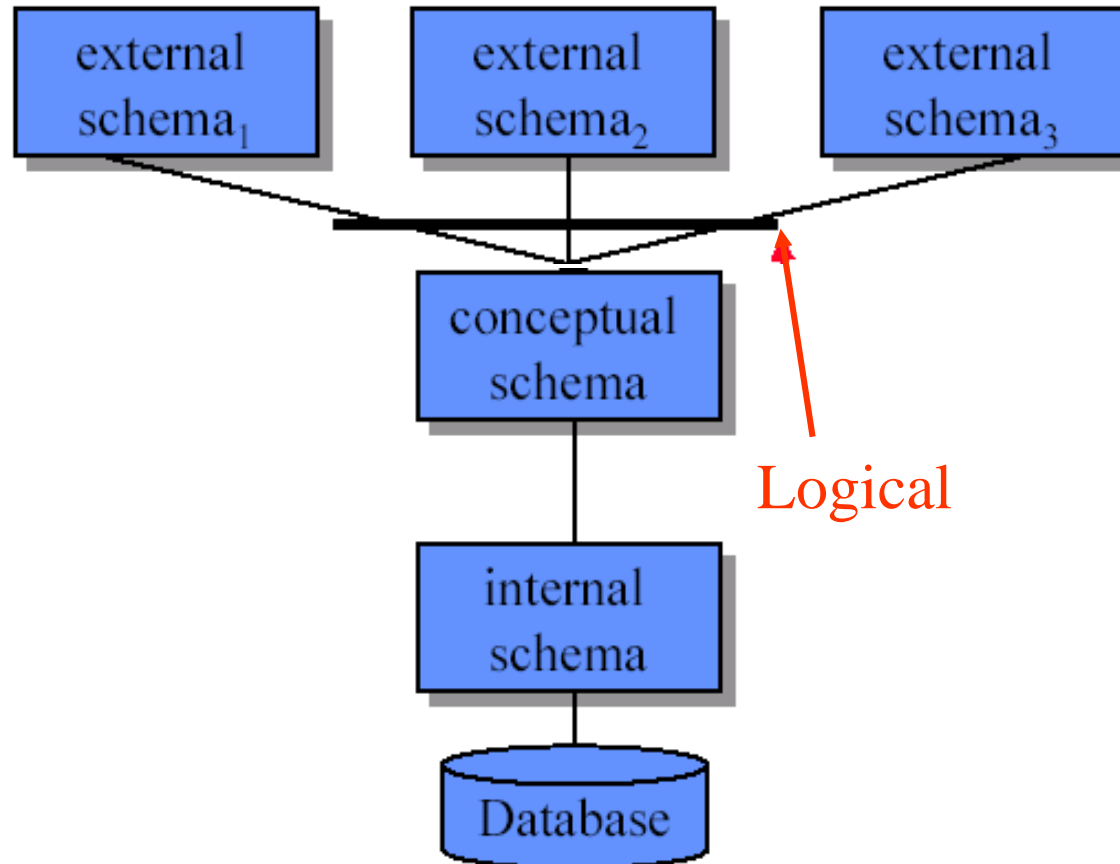 external
schema₁
external
schema₂
external
schema₃
conceptual
schema
Logical
internal
schema
Database